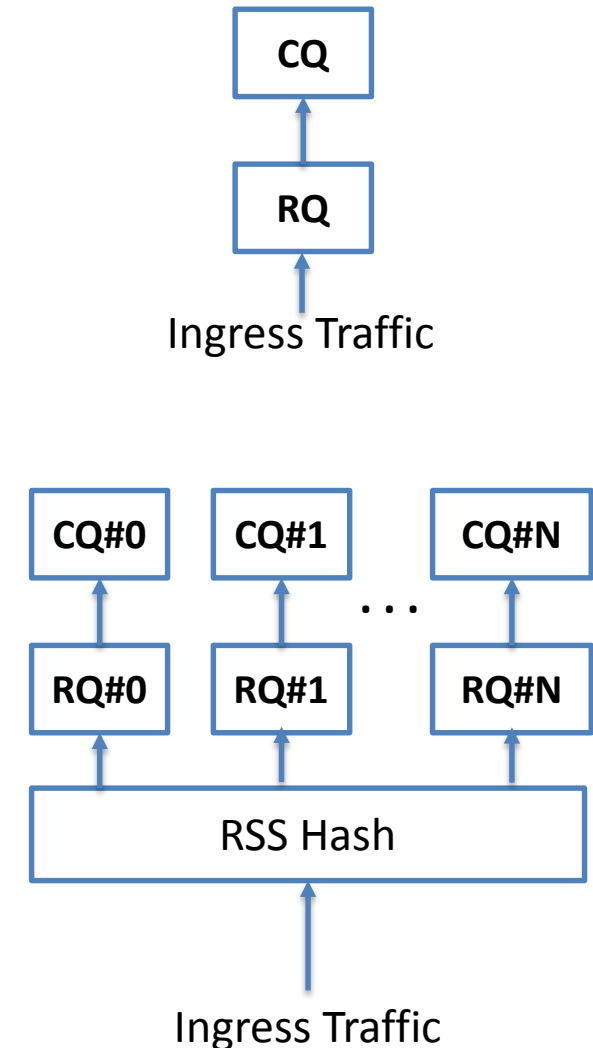 CQ
RQ
Ingress Traffic
CQ#0 CQ#1 CQ#N
...
RQ#0 RQ#1 RQ#N
RSS Hash
Ingress Traffic